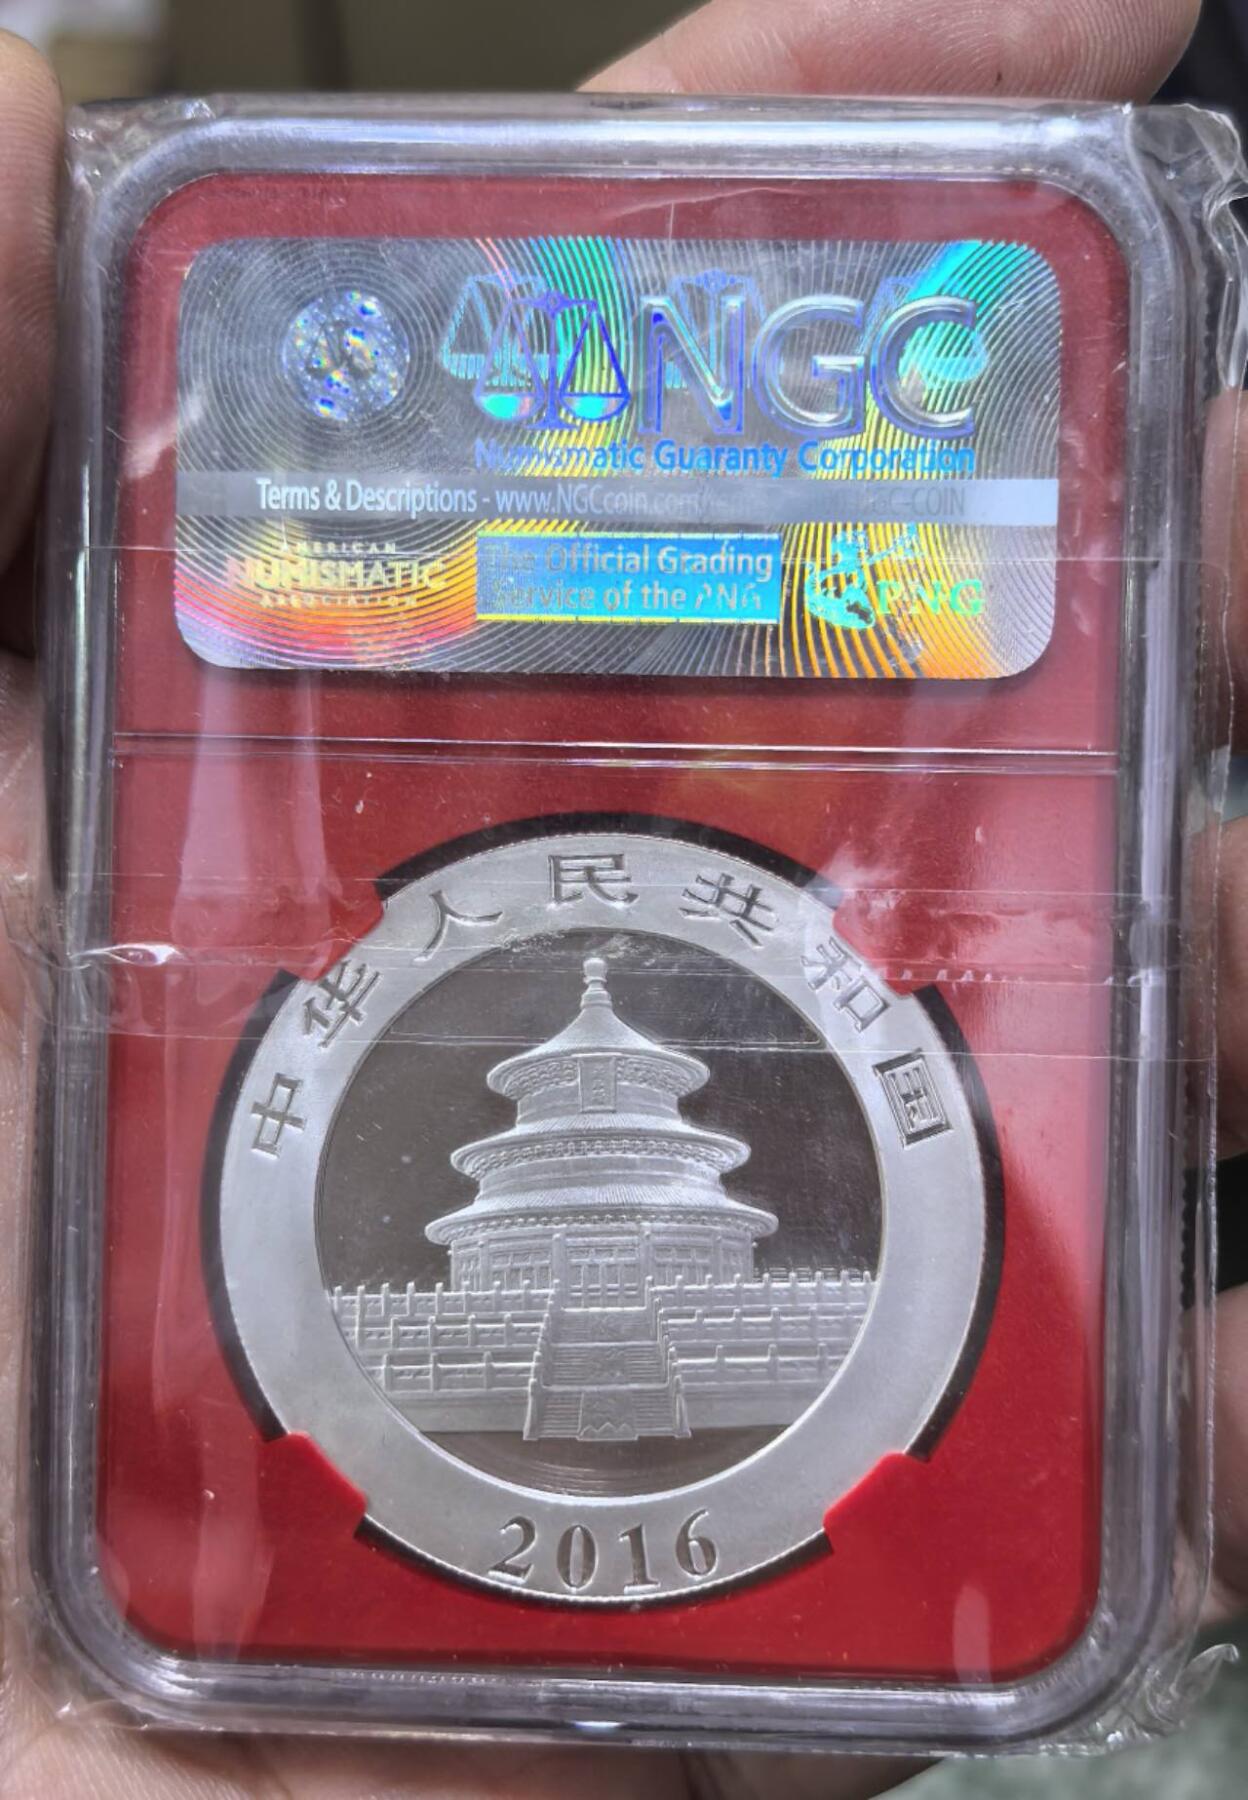 NGC
Numismatic Guaranty Corporation
Terms & Descriptions - www.NGCcoin.com
AMERICAN
NUMISMATIC
ASSOCIATION
The Official Grading
Service of the PNG
PNG
中华人民共和国
2016